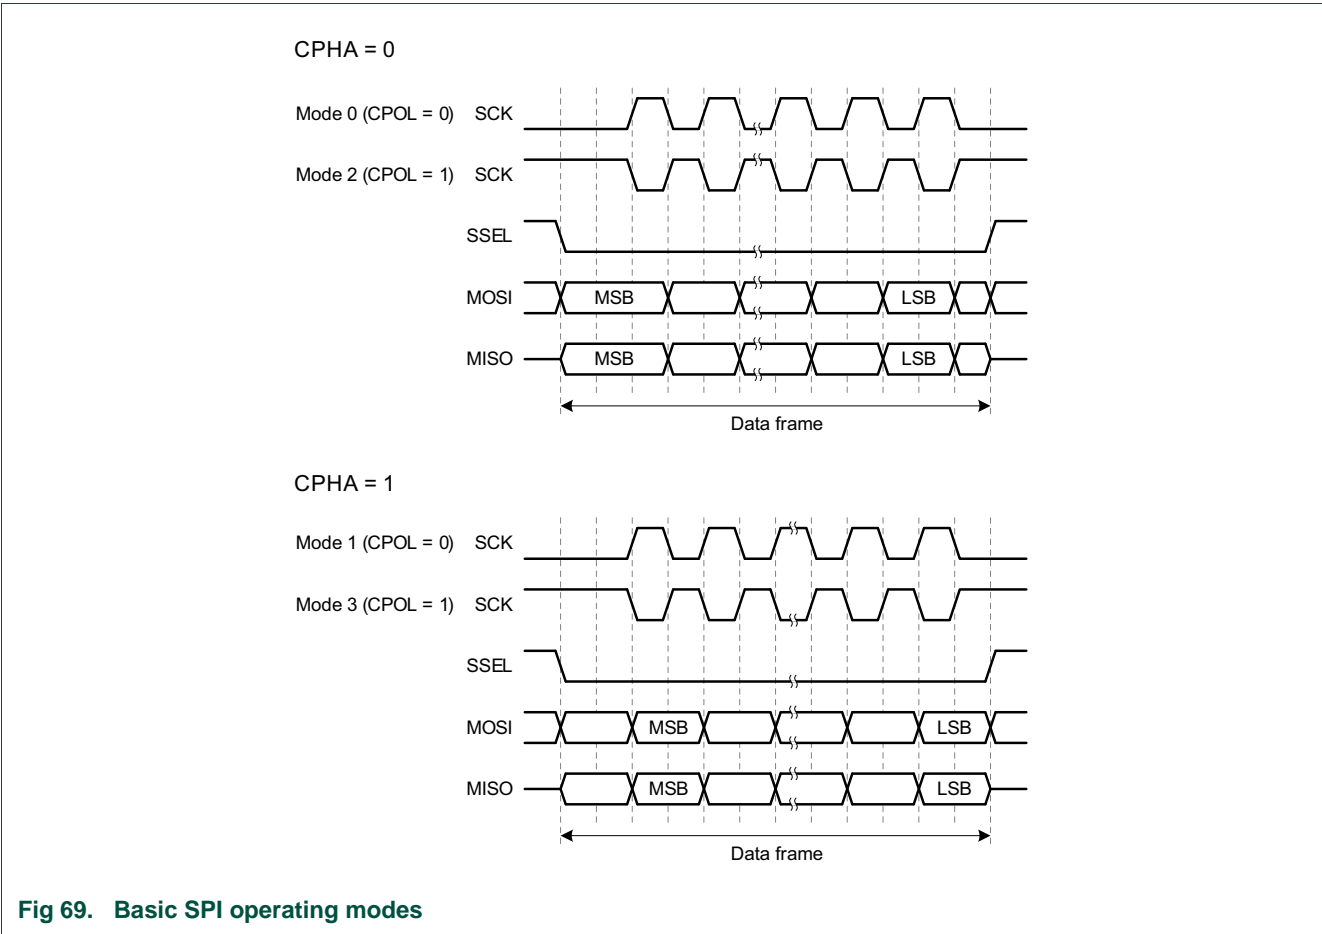 CPHA = 0
Mode 0 (CPOL = 0) SCK
Mode 2 (CPOL = 1) SCK
SSEL
MOSI MSB LSB
MISO MSB LSB
Data frame
CPHA = 1
Mode 1 (CPOL = 0) SCK
Mode 3 (CPOL = 1) SCK
SSEL
MOSI MSB LSB
MISO MSB LSB
Data frame
Fig 69. Basic SPI operating modes